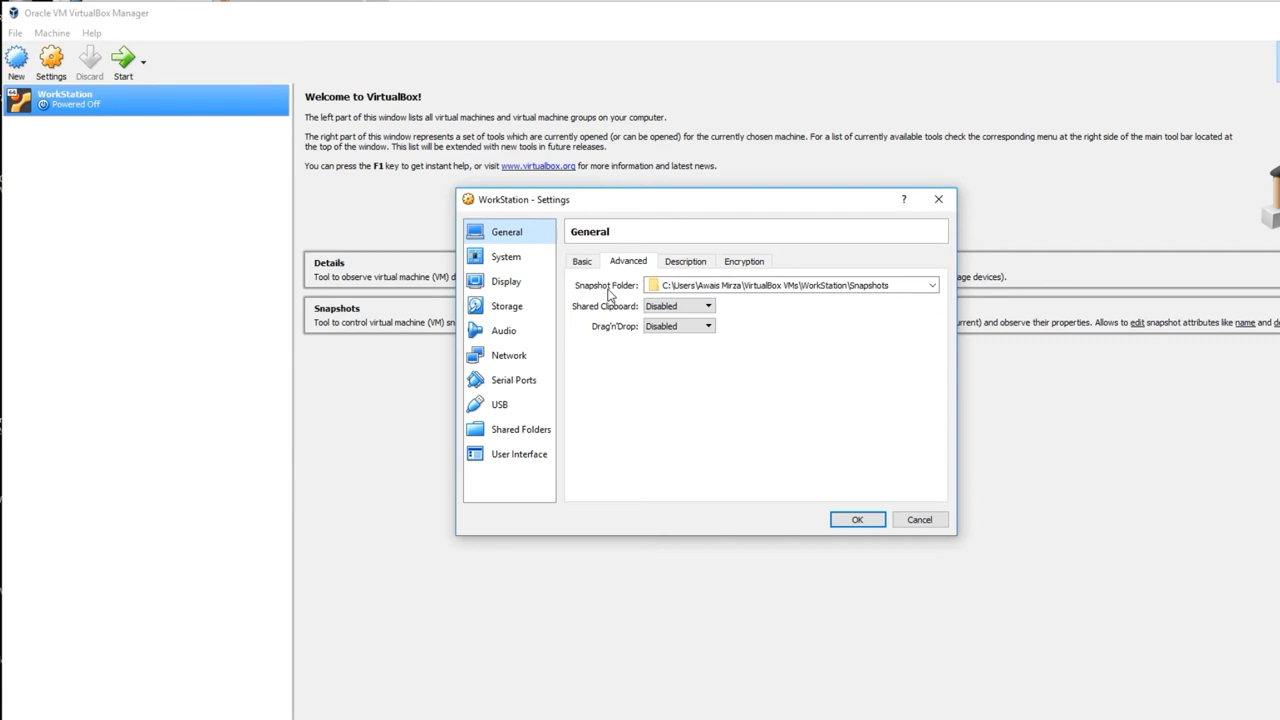 Oracle VM VirtualBox Manager
File Machine Help
New Settings Discard Start
64
WorkStation
Powered Off
Welcome to VirtualBox!
The left part of this window lists all virtual machines and virtual machine groups on your computer.
The right part of this window represents a set of tools which are currently opened (or can be opened) for the currently chosen machine. For a list of currently available tools check the corresponding menu at the right side of the main tool bar located
at the top of the window. This list will be extended with new tools in future releases.
You can press the F1 key to get instant help, or visit www.virtualbox.org for more information and latest news.
Details
Tool to observe virtual machine (VM) d
age devices).
Snapshots
Tool to control virtual machine (VM) sn
urrent) and observe their properties. Allows to edit snapshot attributes like name and
WorkStation - Settings
?
General
System
Display
Storage
Audio
Network
Serial Ports
USB
Shared Folders
User Interface
General
Basic Advanced Description Encryption
Snapshot Folder: C:\Users\Awais Mirza\VirtualBox VMs\WorkStation\Snapshots
Shared Clipboard: Disabled
Drag'n'Drop: Disabled
OK Cancel